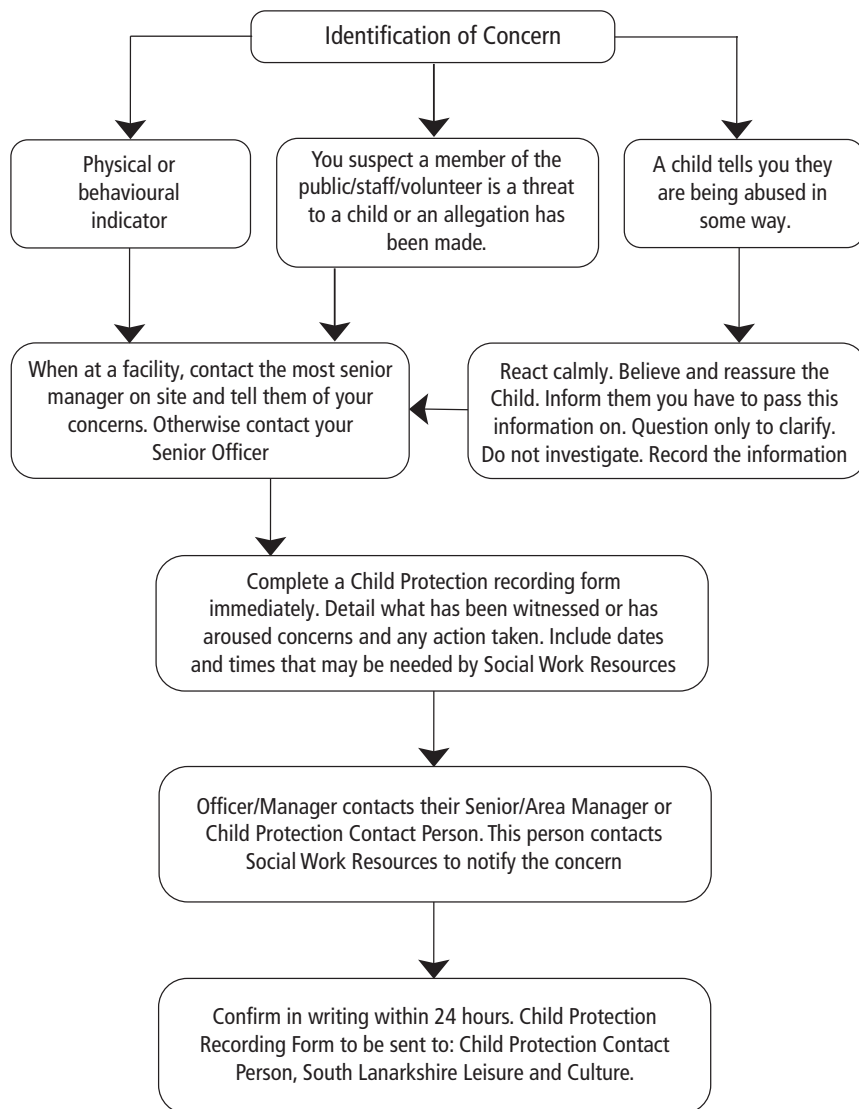 Identification of Concern
Physical or
behavioural
indicator
You suspect a member of the
public/staff/volunteer is a threat
to a child or an allegation has
been made.
A child tells you they
are being abused in
some way.
When at a facility, contact the most senior
manager on site and tell them of your
concerns. Otherwise contact your
Senior Officer
React calmly. Believe and reassure the
Child. Inform them you have to pass this
information on. Question only to clarify.
Do not investigate. Record the information
Complete a Child Protection recording form
immediately. Detail what has been witnessed or has
aroused concerns and any action taken. Include dates
and times that may be needed by Social Work Resources
Officer/Manager contacts their Senior/Area Manager or
Child Protection Contact Person. This person contacts
Social Work Resources to notify the concern
Confirm in writing within 24 hours. Child Protection
Recording Form to be sent to: Child Protection Contact
Person, South Lanarkshire Leisure and Culture.